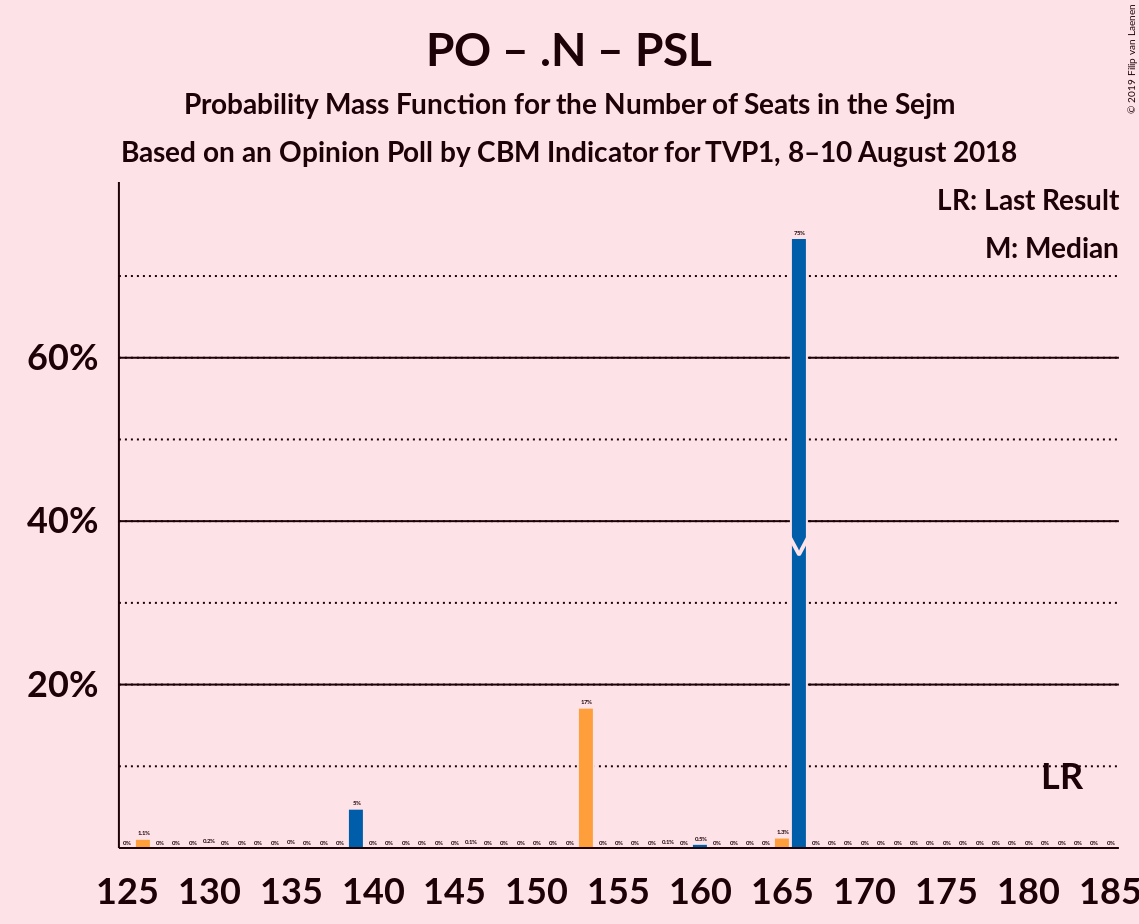 PO – .N – PSL
Probability Mass Function for the Number of Seats in the Sejm
Based on an Opinion Poll by CBM Indicator for TVP1, 8–10 August 2018
© 2019 Filip van Laenen
LR: Last Result
M: Median
60%
40%
20%
75%
17%
LR
5%
1.3%
1.1%
0.5%
0% 0% 0% 0% 0.2% 0% 0% 0% 0% 0% 0% 0% 0% 0% 0% 0% 0% 0% 0% 0.1% 0% 0% 0% 0% 0% 0% 0% 0% 0% 0% 0.1% 0% 0% 0% 0% 0% 0% 0% 0% 0% 0% 0% 0% 0% 0% 0% 0% 0% 0% 0% 0% 0% 0% 0% 0%
125 130 135 140 145 150 155 160 165 170 175 180 185